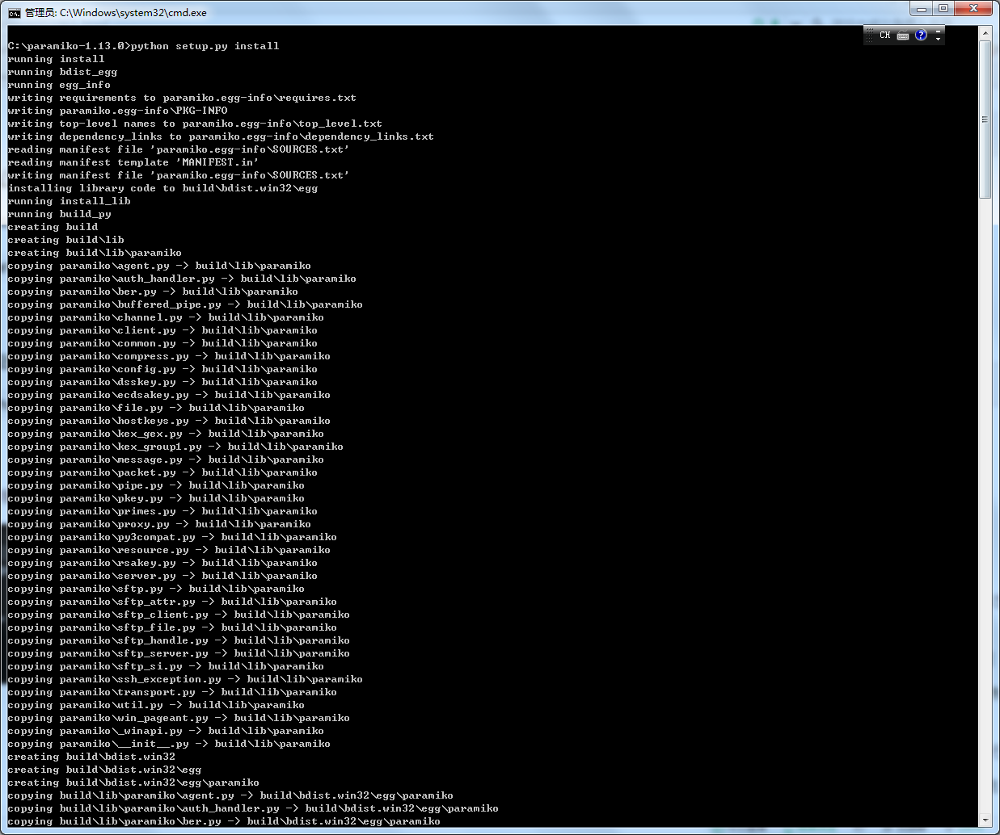 管理员: C:\Windows\system32\cmd.exe
CH
C:\paramiko-1.13.0>python setup.py install
running install
running bdist_egg
running egg_info
writing requirements to paramiko.egg-info\requires.txt
writing paramiko.egg-info\PKG-INFO
writing top-level names to paramiko.egg-info\top_level.txt
writing dependency_links to paramiko.egg-info\dependency_links.txt
reading manifest file 'paramiko.egg-info\SOURCES.txt'
reading manifest template 'MANIFEST.in'
writing manifest file 'paramiko.egg-info\SOURCES.txt'
installing library code to build\bdist.win32\egg
running install_lib
running build_py
creating build
creating build\lib
creating build\lib\paramiko
copying paramiko\agent.py -> build\lib\paramiko
copying paramiko\auth_handler.py -> build\lib\paramiko
copying paramiko\ber.py -> build\lib\paramiko
copying paramiko\buffered_pipe.py -> build\lib\paramiko
copying paramiko\channel.py -> build\lib\paramiko
copying paramiko\client.py -> build\lib\paramiko
copying paramiko\common.py -> build\lib\paramiko
copying paramiko\compress.py -> build\lib\paramiko
copying paramiko\config.py -> build\lib\paramiko
copying paramiko\dsskey.py -> build\lib\paramiko
copying paramiko\ecdsakey.py -> build\lib\paramiko
copying paramiko\file.py -> build\lib\paramiko
copying paramiko\hostkeys.py -> build\lib\paramiko
copying paramiko\kex_gex.py -> build\lib\paramiko
copying paramiko\kex_group1.py -> build\lib\paramiko
copying paramiko\message.py -> build\lib\paramiko
copying paramiko\packet.py -> build\lib\paramiko
copying paramiko\pipe.py -> build\lib\paramiko
copying paramiko\pkey.py -> build\lib\paramiko
copying paramiko\primes.py -> build\lib\paramiko
copying paramiko\proxy.py -> build\lib\paramiko
copying paramiko\py3compat.py -> build\lib\paramiko
copying paramiko\resource.py -> build\lib\paramiko
copying paramiko\rsakey.py -> build\lib\paramiko
copying paramiko\server.py -> build\lib\paramiko
copying paramiko\sftp.py -> build\lib\paramiko
copying paramiko\sftp_attr.py -> build\lib\paramiko
copying paramiko\sftp_client.py -> build\lib\paramiko
copying paramiko\sftp_file.py -> build\lib\paramiko
copying paramiko\sftp_handle.py -> build\lib\paramiko
copying paramiko\sftp_server.py -> build\lib\paramiko
copying paramiko\sftp_si.py -> build\lib\paramiko
copying paramiko\ssh_exception.py -> build\lib\paramiko
copying paramiko\transport.py -> build\lib\paramiko
copying paramiko\util.py -> build\lib\paramiko
copying paramiko\win_pageant.py -> build\lib\paramiko
copying paramiko\_winapi.py -> build\lib\paramiko
copying paramiko\__init__.py -> build\lib\paramiko
creating build\bdist.win32
creating build\bdist.win32\egg
creating build\bdist.win32\egg\paramiko
copying build\lib\paramiko\agent.py -> build\bdist.win32\egg\paramiko
copying build\lib\paramiko\auth_handler.py -> build\bdist.win32\egg\paramiko
copying build\lib\paramiko\ber.py -> build\bdist.win32\egg\paramiko